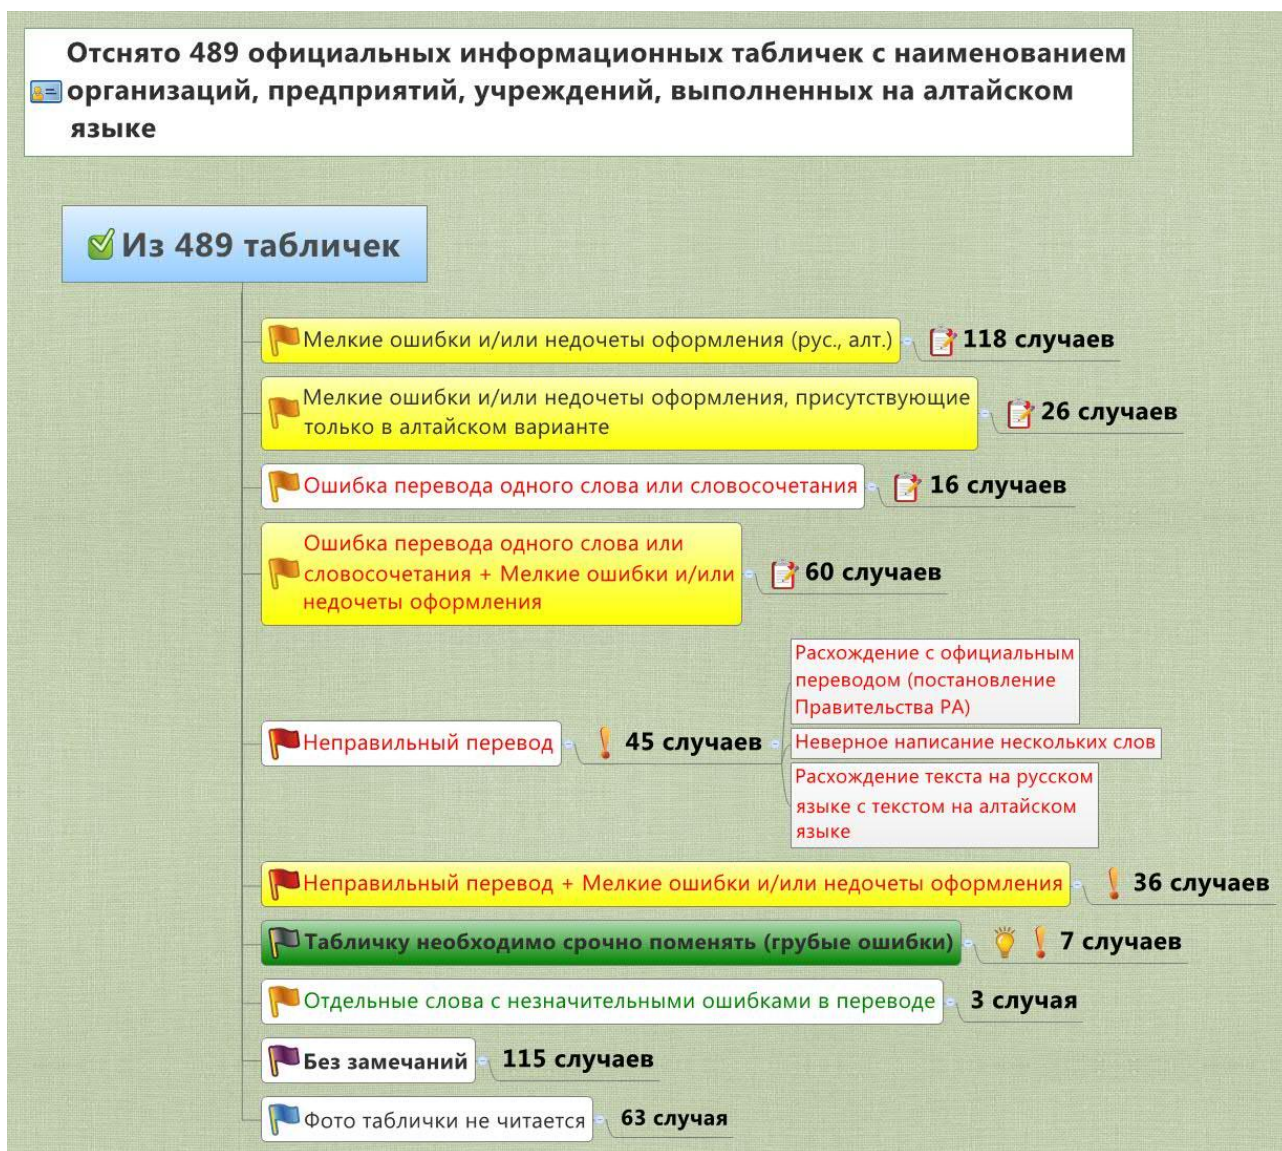 Отснято 489 официальных информационных табличек с наименованием
организаций, предприятий, учреждений, выполненных на алтайском
языке
Из 489 табличек
Мелкие ошибки и/или недочеты оформления (рус., алт.)
118 случаев
Мелкие ошибки и/или недочеты оформления, присутствующие
только в алтайском варианте
26 случаев
Ошибка перевода одного слова или словосочетания
16 случаев
Ошибка перевода одного слова или
словосочетания + Мелкие ошибки и/или
недочеты оформления
60 случаев
Неправильный перевод
45 случаев
Расхождение с официальным
переводом (постановление
Правительства РА)
Неверное написание нескольких слов
Расхождение текста на русском
языке с текстом на алтайском
языке
Неправильный перевод + Мелкие ошибки и/или недочеты оформления
36 случаев
Табличку необходимо срочно поменять (грубые ошибки)
7 случаев
Отдельные слова с незначительными ошибками в переводе
3 случая
Без замечаний
115 случаев
Фото таблички не читается
63 случая